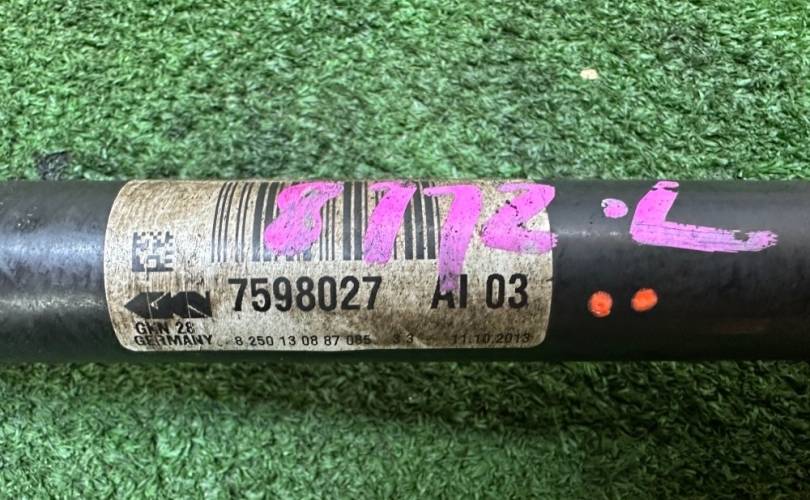 8172.L
7598027 AI 03
GKN 28
GERMANY 8 250 13 08 87 085 3 3 11.10.2013